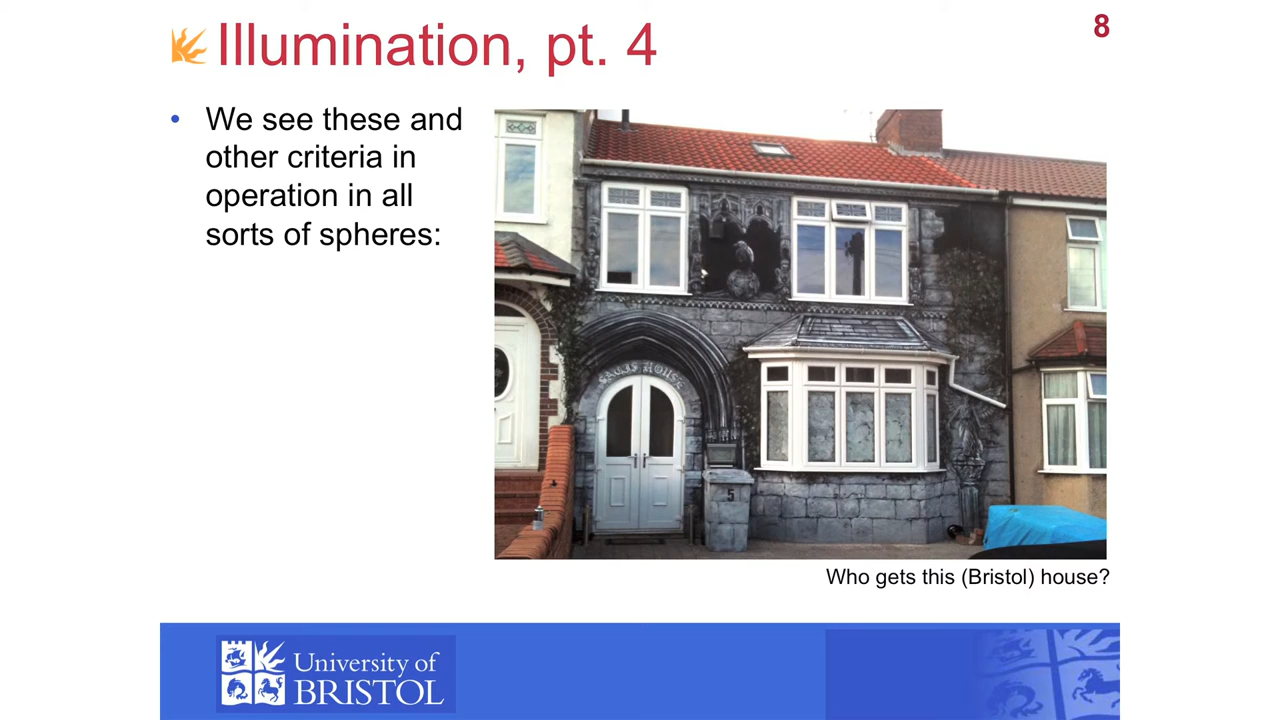 Illumination, pt. 4
8
• We see these and
other criteria in
operation in all
sorts of spheres:
HOUSE
5
Who gets this (Bristol) house?
University of
BRISTOL